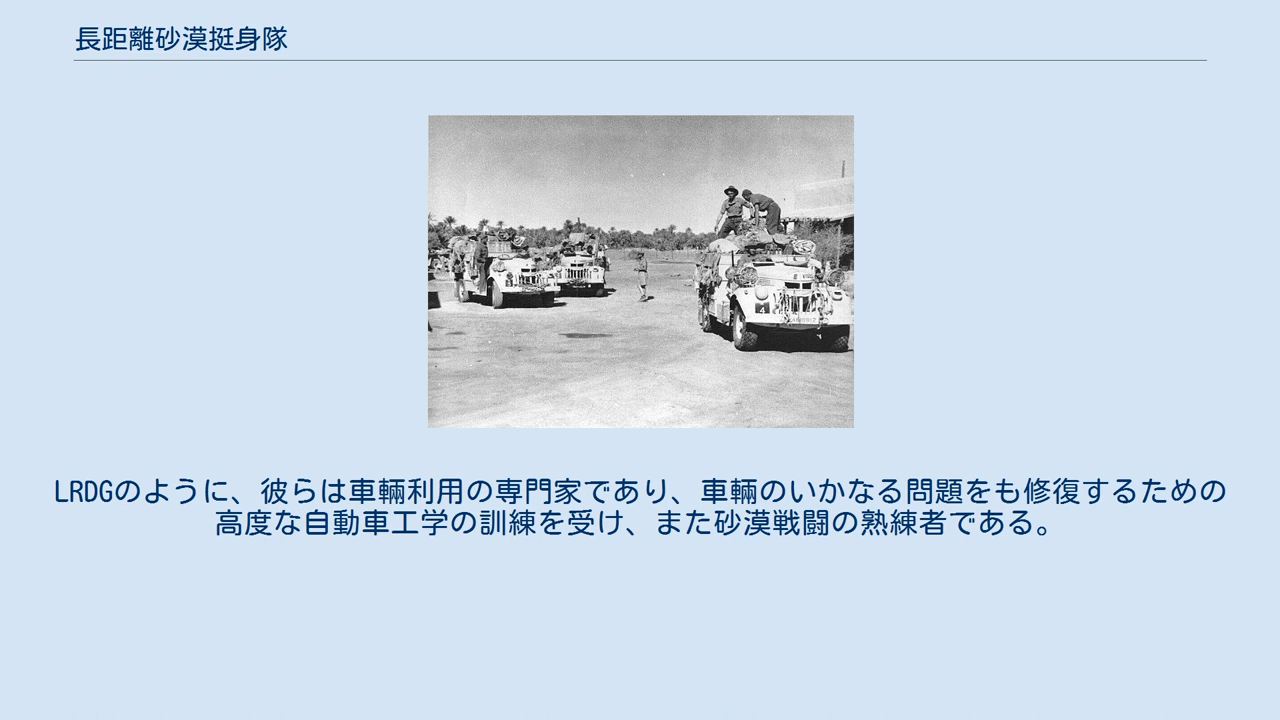 長距離砂漠挺身隊
LRDGのように、彼らは車輛利用の専門家であり、車輛のいかなる問題をも修復するための
高度な自動車工学の訓練を受け、また砂漠戦闘の熟練者である。